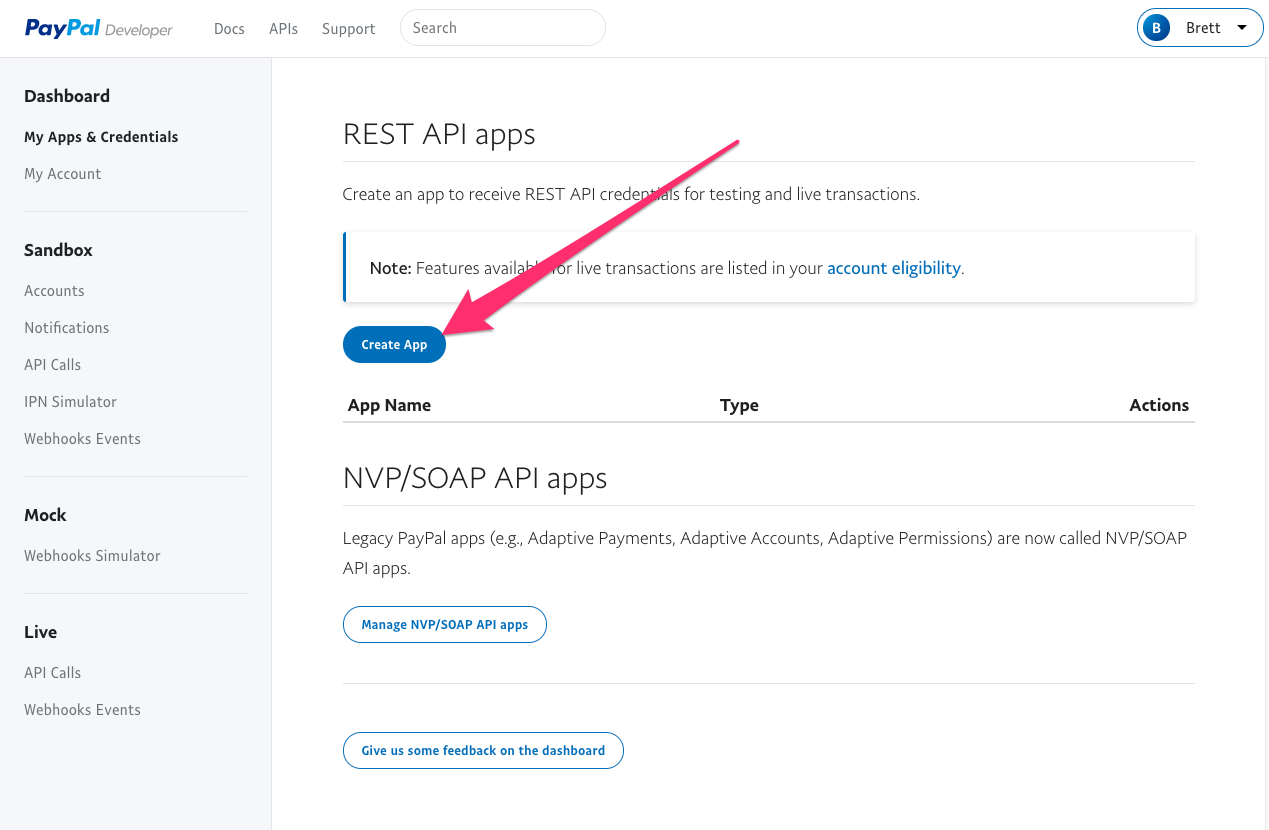 PayPal Developer
Docs
APIs
Support
Search
B
Brett
Dashboard
My Apps & Credentials
My Account
Sandbox
Accounts
Notifications
API Calls
IPN Simulator
Webhooks Events
Mock
Webhooks Simulator
Live
API Calls
Webhooks Events
REST API apps
Create an app to receive REST API credentials for testing and live transactions.
Note: Features available for live transactions are listed in your account eligibility.
Create App
App Name
Type
Actions
NVP/SOAP API apps
Legacy PayPal apps (e.g., Adaptive Payments, Adaptive Accounts, Adaptive Permissions) are now called NVP/SOAP
API apps.
Manage NVP/SOAP API apps
Give us some feedback on the dashboard